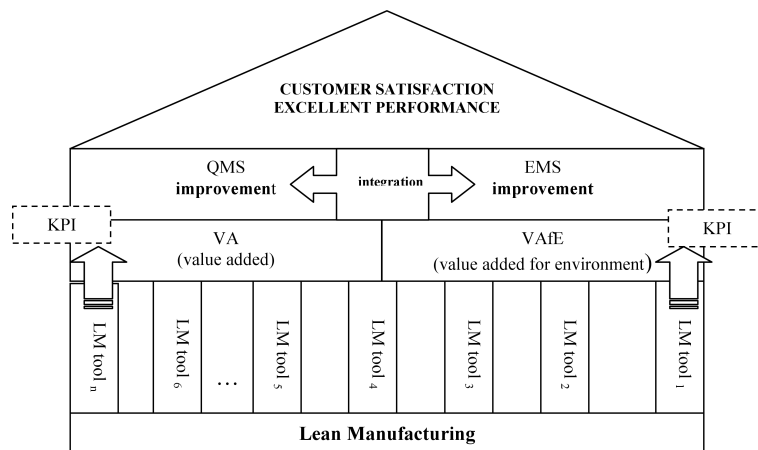 CUSTOMER SATISFACTION
EXCELLENT PERFORMANCE
QMS
improvement
integration
EMS
improvement
KPI
KPI
VA
(value added)
VAfE
(value added for environment)
LM tool n
LM tool 6
...
LM tool 5
LM tool 4
LM tool 3
LM tool 2
LM tool 1
Lean Manufacturing